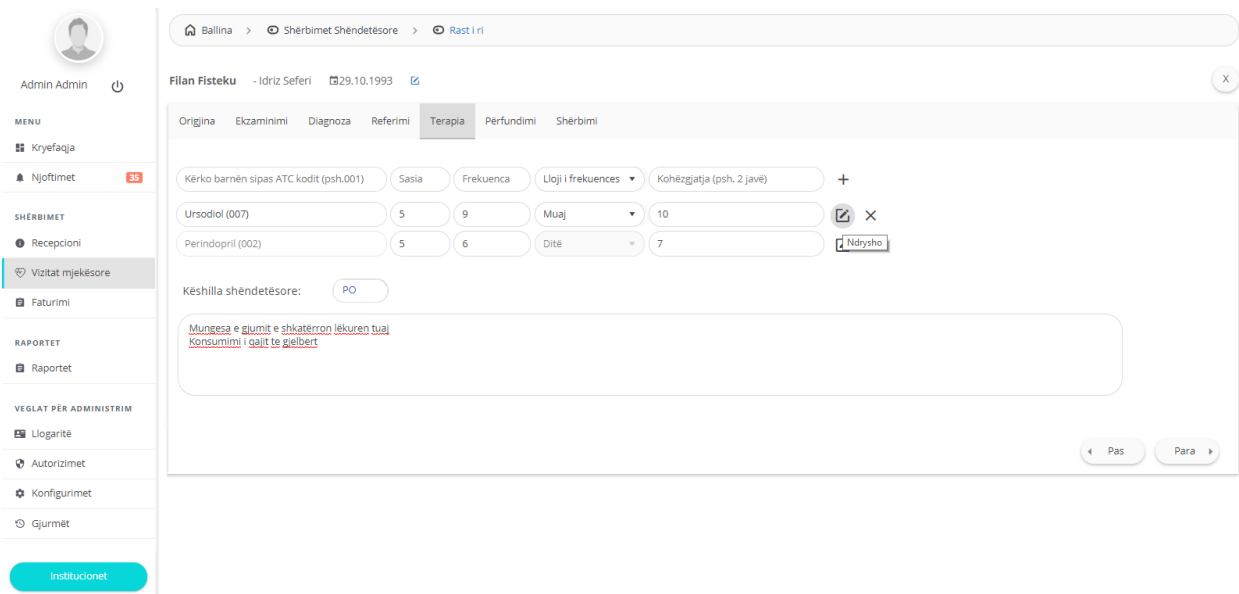 Admin Admin
MENU
Kryefaqja
Njoftimet 35
SHËRBIMET
Recepcioni
Vizitat mjekësore
Faturimi
RAPORTET
Raportet
VEGLAT PËR ADMINISTRIM
Llogaritë
Autorizimet
Konfigurimet
Gjurmët
Institucionet
Ballina > Shërbimet Shëndetësore > Rast i ri
Filan Fisteku - Idriz Seferi 29.10.1993
X
Origjina Ekzaminimi Diagnoza Referimi Terapia Përfundimi Shërbimi
Kërko barnën sipas ATC kodit (psh.001) Sasia Frekuenca Lloji i frekuences Kohëzgjatja (psh. 2 javë) +
Ursodiol (007) 5 9 Muaj 10
Perindopril (002) 5 6 Ditë 7
Ndrysho
Këshilla shëndetësore: PO
Mungesa e gjumit e shkatërron lëkuren tuaj
Konsumimi i qajit te gjelbert
Pas Para